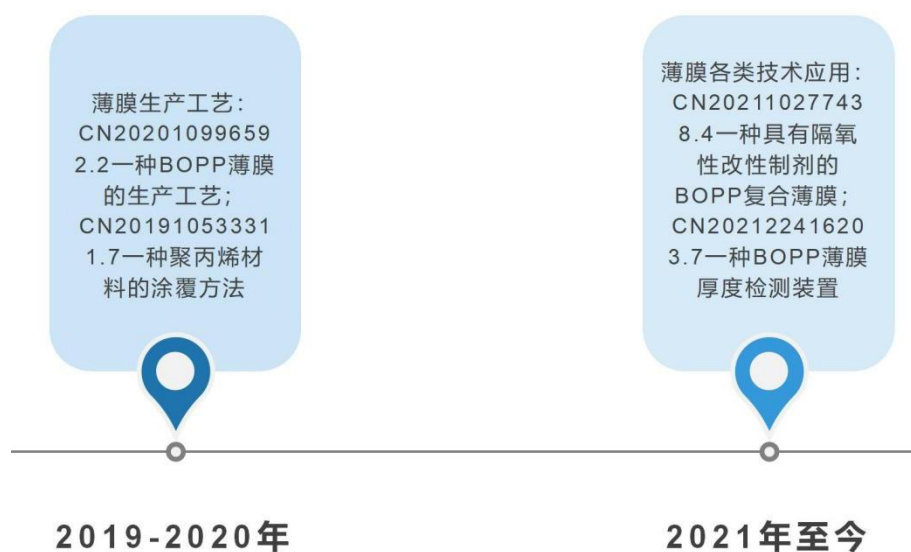 薄膜生产工艺：
CN20201099659
2.2一种BOPP薄膜
的生产工艺；
CN20191053331
1.7一种聚丙烯材
料的涂覆方法
2019-2020年
薄膜各类技术应用：
CN20211027743
8.4一种具有隔氧
性改性制剂的
BOPP复合薄膜；
CN20212241620
3.7一种BOPP薄膜
厚度检测装置
2021年至今